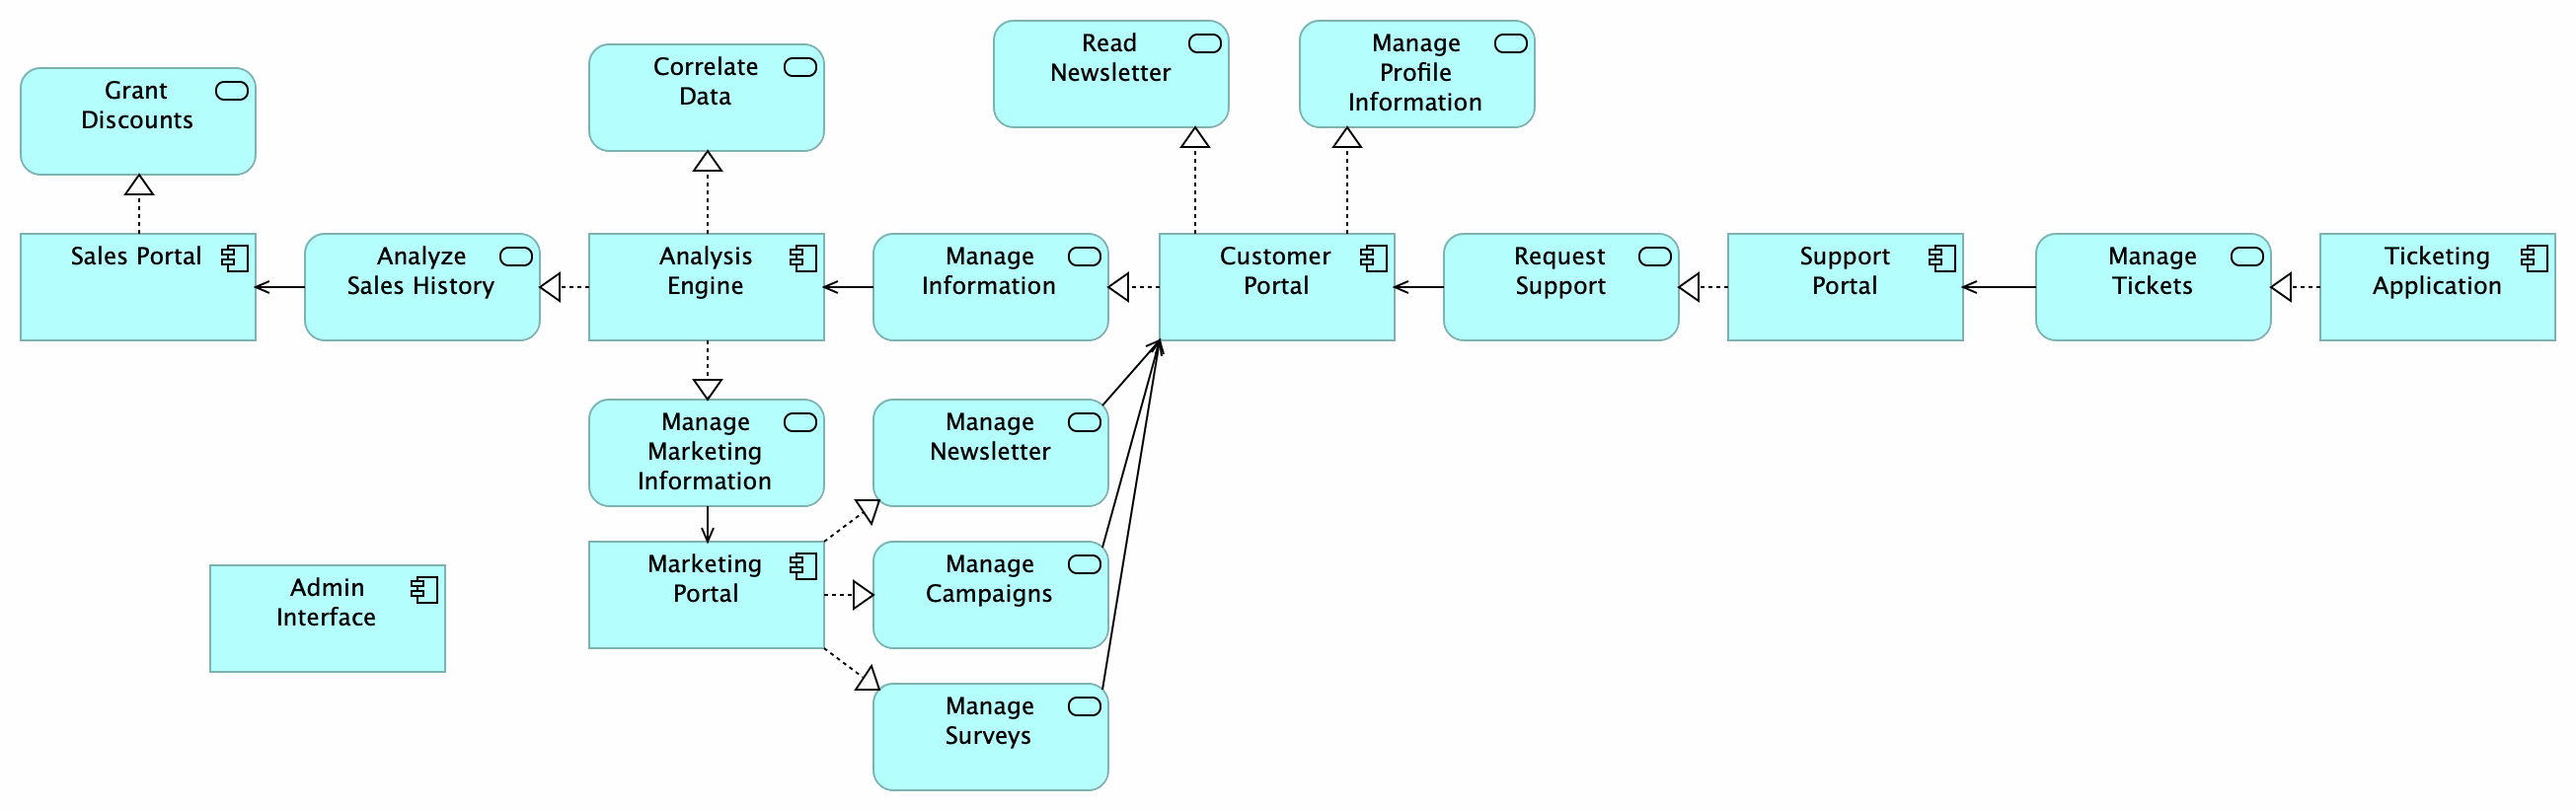 Read
Newsletter
Manage
Profile
Information
Correlate
Data
Grant
Discounts
Sales Portal
Analyze
Sales History
Analysis
Engine
Manage
Information
Customer
Portal
Request
Support
Support
Portal
Manage
Tickets
Ticketing
Application
Manage
Marketing
Information
Manage
Newsletter
Marketing
Portal
Manage
Campaigns
Admin
Interface
Manage
Surveys